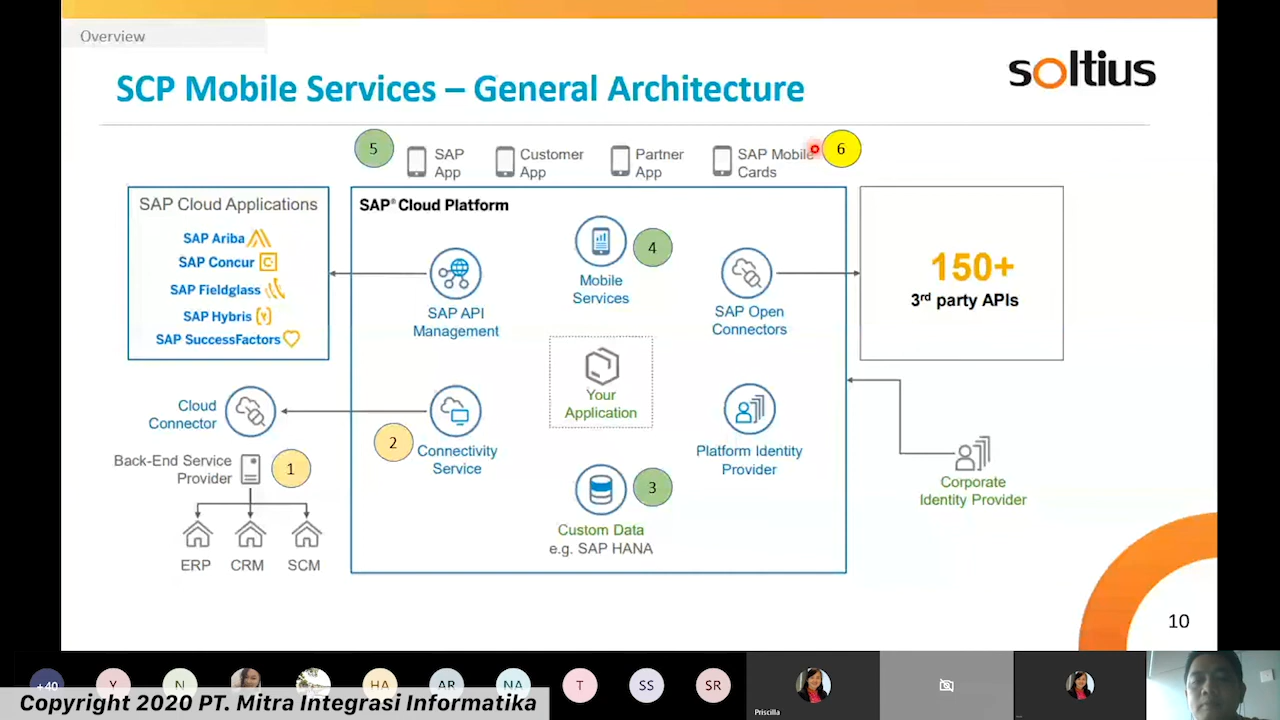 Overview
SCP Mobile Services – General Architecture
soltius
5
SAP
App
Customer
App
Partner
App
SAP Mobile
Cards
6
SAP Cloud Applications
SAP Ariba
SAP Concur
SAP Fieldglass
SAP Hybris
SAP SuccessFactors
SAP® Cloud Platform
4
Mobile
Services
SAP API
Management
SAP Open
Connectors
150+
3rd party APIs
Your
Application
Cloud
Connector
2
Connectivity
Service
Platform Identity
Provider
Back-End Service
Provider
1
3
Custom Data
e.g. SAP HANA
Corporate
Identity Provider
ERP
CRM
SCM
10
+40
Y
N
HA
AR
NA
T
SS
SR
Priscilla
Copyright 2020 PT. Mitra Integrasi Informatika